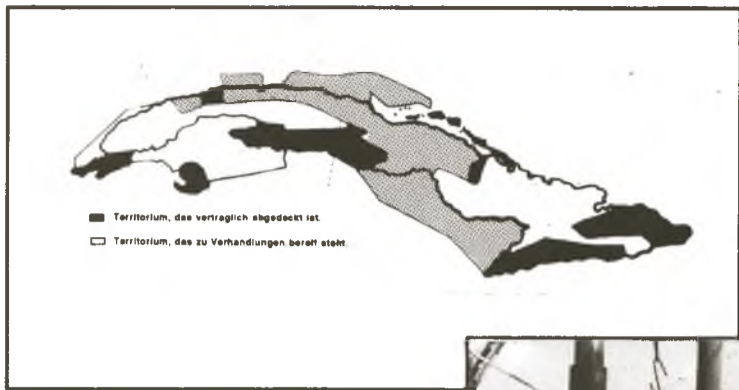 Territorium, das vertraglich abgedeckt ist.
Territorium, das zu Verhandlungen bereit steht.